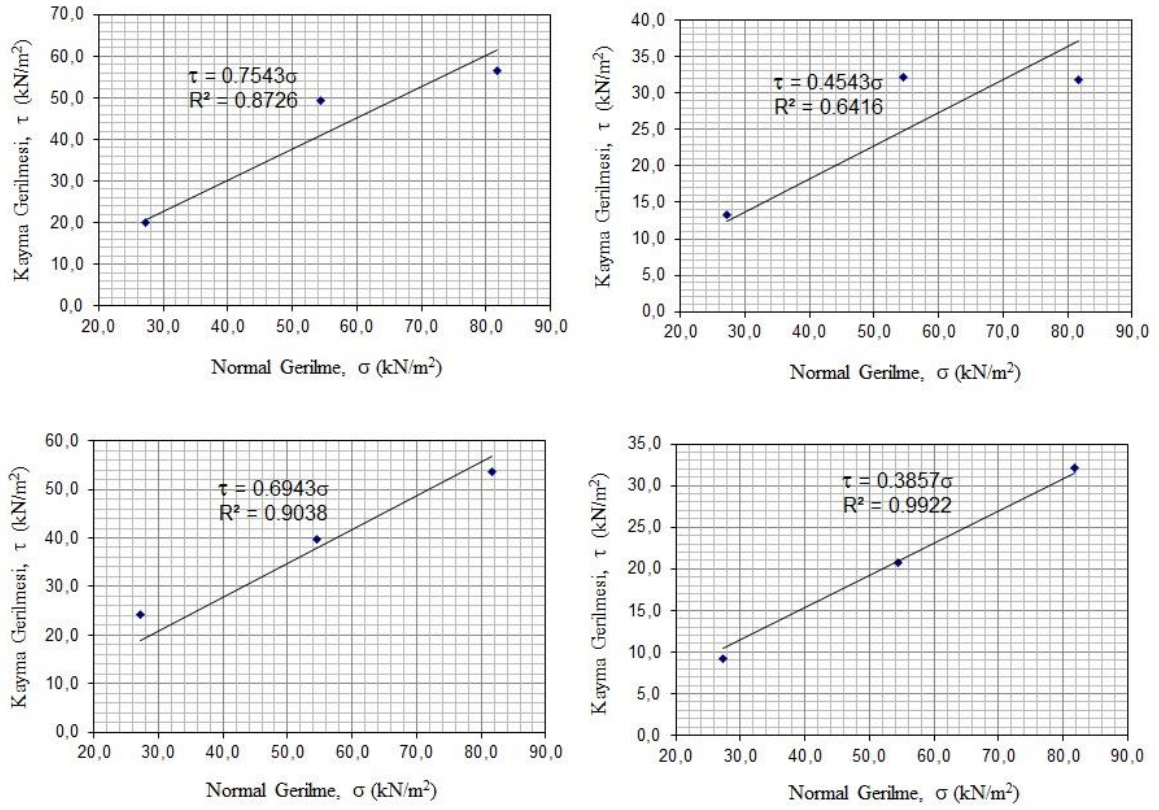 70,0
60,0
50,0
40,0
30,0
20,0
10,0
0,0
Kayma Gerilmesi, τ (kN/m²)
τ = 0.7543σ
R² = 0.8726
20,0 30,0 40,0 50,0 60,0 70,0 80,0 90,0
Normal Gerilme, σ (kN/m²)
40,0
35,0
30,0
25,0
20,0
15,0
10,0
5,0
0,0
Kayma Gerilmesi, τ (kN/m²)
τ = 0.4543σ
R² = 0.6416
20,0 30,0 40,0 50,0 60,0 70,0 80,0 90,0
Normal Gerilme, σ (kN/m²)
60,0
50,0
40,0
30,0
20,0
10,0
0,0
Kayma Gerilmesi, τ (kN/m²)
τ = 0.6943σ
R² = 0.9038
20,0 30,0 40,0 50,0 60,0 70,0 80,0 90,0
Normal Gerilme, σ (kN/m²)
35,0
30,0
25,0
20,0
15,0
10,0
5,0
0,0
Kayma Gerilmesi, τ (kN/m²)
τ = 0.3857σ
R² = 0.9922
20,0 30,0 40,0 50,0 60,0 70,0 80,0 90,0
Normal Gerilme, σ (kN/m²)